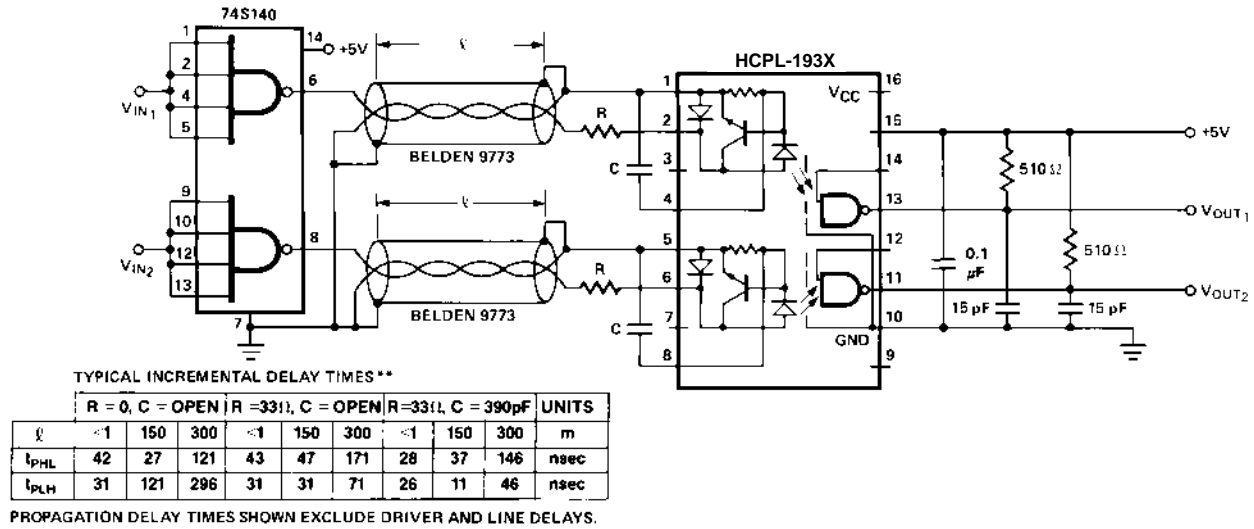 74S140
1
2
4
5
14
+5V
6
V_IN1
ℓ
BELDEN 9773
R
C
9
10
12
13
8
V_IN2
7
ℓ
BELDEN 9773
R
C
HCPL-193X
1
2
3
4
5
6
7
8
16
V_CC
15
14
13
12
11
10
GND
9
+5V
510 Ω
V_OUT1
0.1
µF
510 Ω
15 pF
15 pF
V_OUT2
TYPICAL INCREMENTAL DELAY TIMES**
R = 0, C = OPEN R =33Ω, C = OPEN R=33Ω, C = 390pF UNITS
ℓ <1 150 300 <1 150 300 <1 150 300 m
t_PHL 42 27 121 43 47 171 28 37 146 nsec
t_PLH 31 121 296 31 31 71 26 11 46 nsec
PROPAGATION DELAY TIMES SHOWN EXCLUDE DRIVER AND LINE DELAYS.